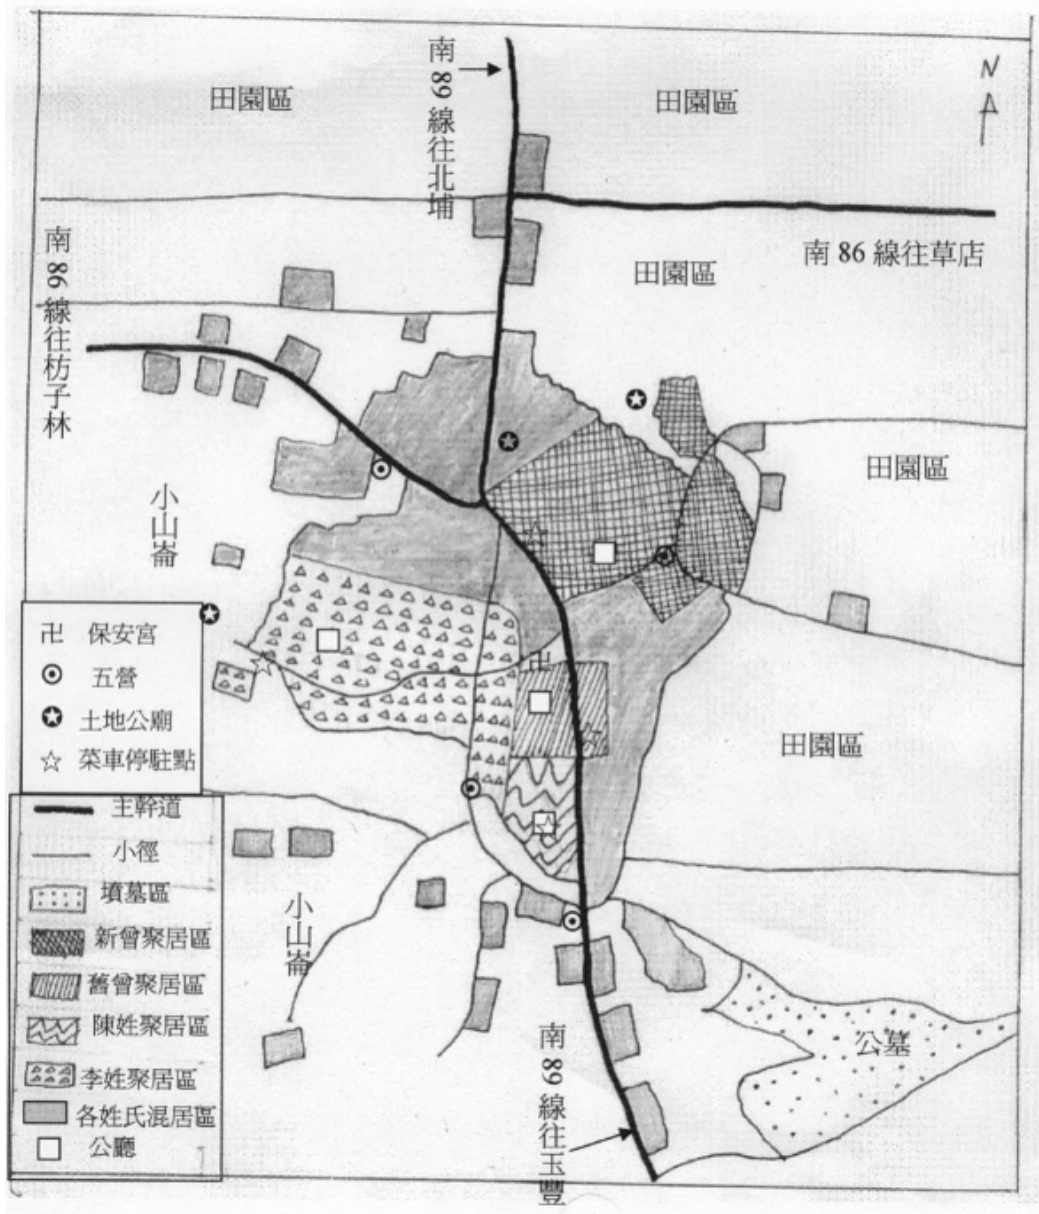 南89線往北埔
N
田園區
田園區
南86線往草店
田園區
南86線往枋子林
田園區
小山崙
卍
卍 保安宮
五營
土地公廟
菜車停駐點
田園區
主幹道
小徑
墳墓區
新曾聚居區
舊曾聚居區
陳姓聚居區
李姓聚居區
各姓氏混居區
公廳
小山崙
公墓
南89線往玉豐